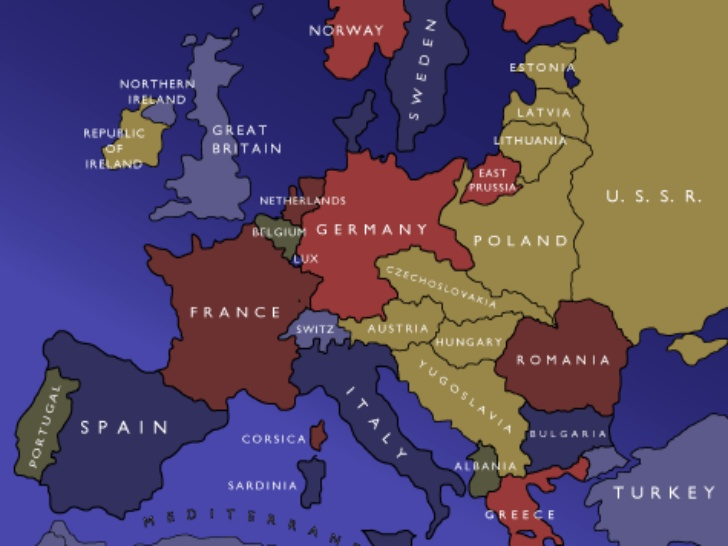 NORWAY
SWEDEN
ESTONIA
NORTHERN
IRELAND
LATVIA
REPUBLIC
OF
IRELAND
GREAT
BRITAIN
LITHUANIA
EAST
PRUSSIA
U. S. S. R.
NETHERLANDS
BELGIUM
GERMANY
POLAND
LUX
CZECHOSLOVAKIA
FRANCE
SWITZ
AUSTRIA
HUNGARY
ROMANIA
YUGOSLAVIA
PORTUGAL
SPAIN
ITALY
CORSICA
BULGARIA
ALBANIA
SARDINIA
TURKEY
GREECE
MEDITERRAN